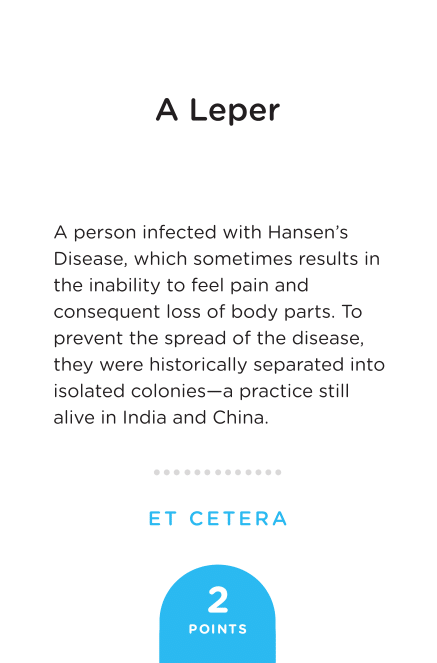 A Leper
A person infected with Hansen’s
Disease, which sometimes results in
the inability to feel pain and
consequent loss of body parts. To
prevent the spread of the disease,
they were historically separated into
isolated colonies—a practice still
alive in India and China.
ET CETERA
2
POINTS